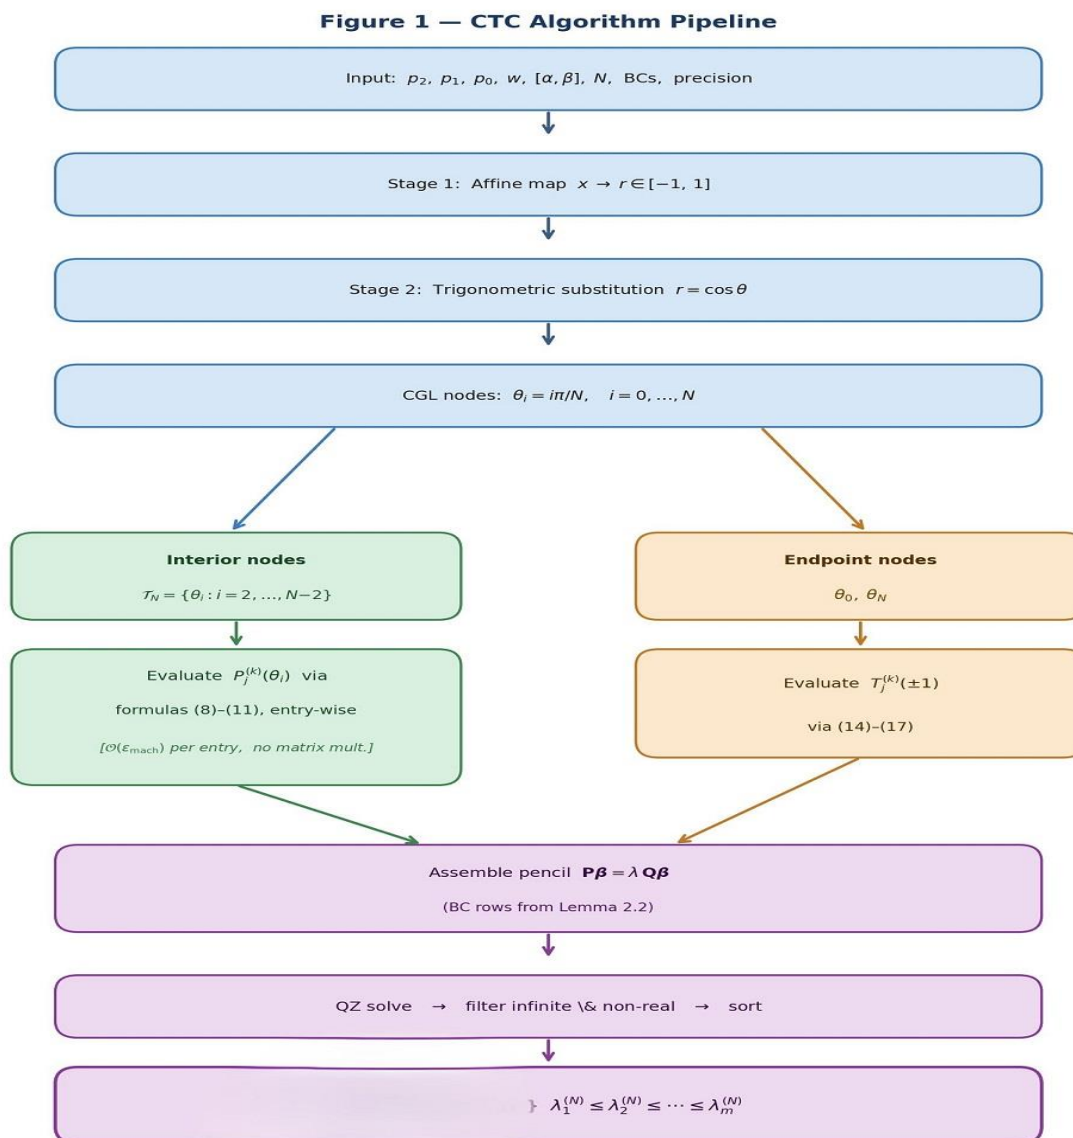 Figure 1 — CTC Algorithm Pipeline
Input: p₂, p₁, p₀, w, [α, β], N, BCs, precision
Stage 1: Affine map x → r ∈ [−1, 1]
Stage 2: Trigonometric substitution r = cos θ
CGL nodes: θᵢ = iπ/N, i = 0, …, N
Interior nodes
𝒯_N = {θᵢ : i = 2, …, N−2}
Evaluate P_j^{(k)}(θᵢ) via
formulas (8)–(11), entry-wise
[𝒪(ε_mach) per entry, no matrix mult.]
Endpoint nodes
θ₀, θ_N
Evaluate T_j^{(k)}(±1)
via (14)–(17)
Assemble pencil Pβ = λ Qβ
(BC rows from Lemma 2.2)
QZ solve → filter infinite \& non-real → sort
} λ₁^{(N)} ≤ λ₂^{(N)} ≤ ⋯ ≤ λ_m^{(N)}